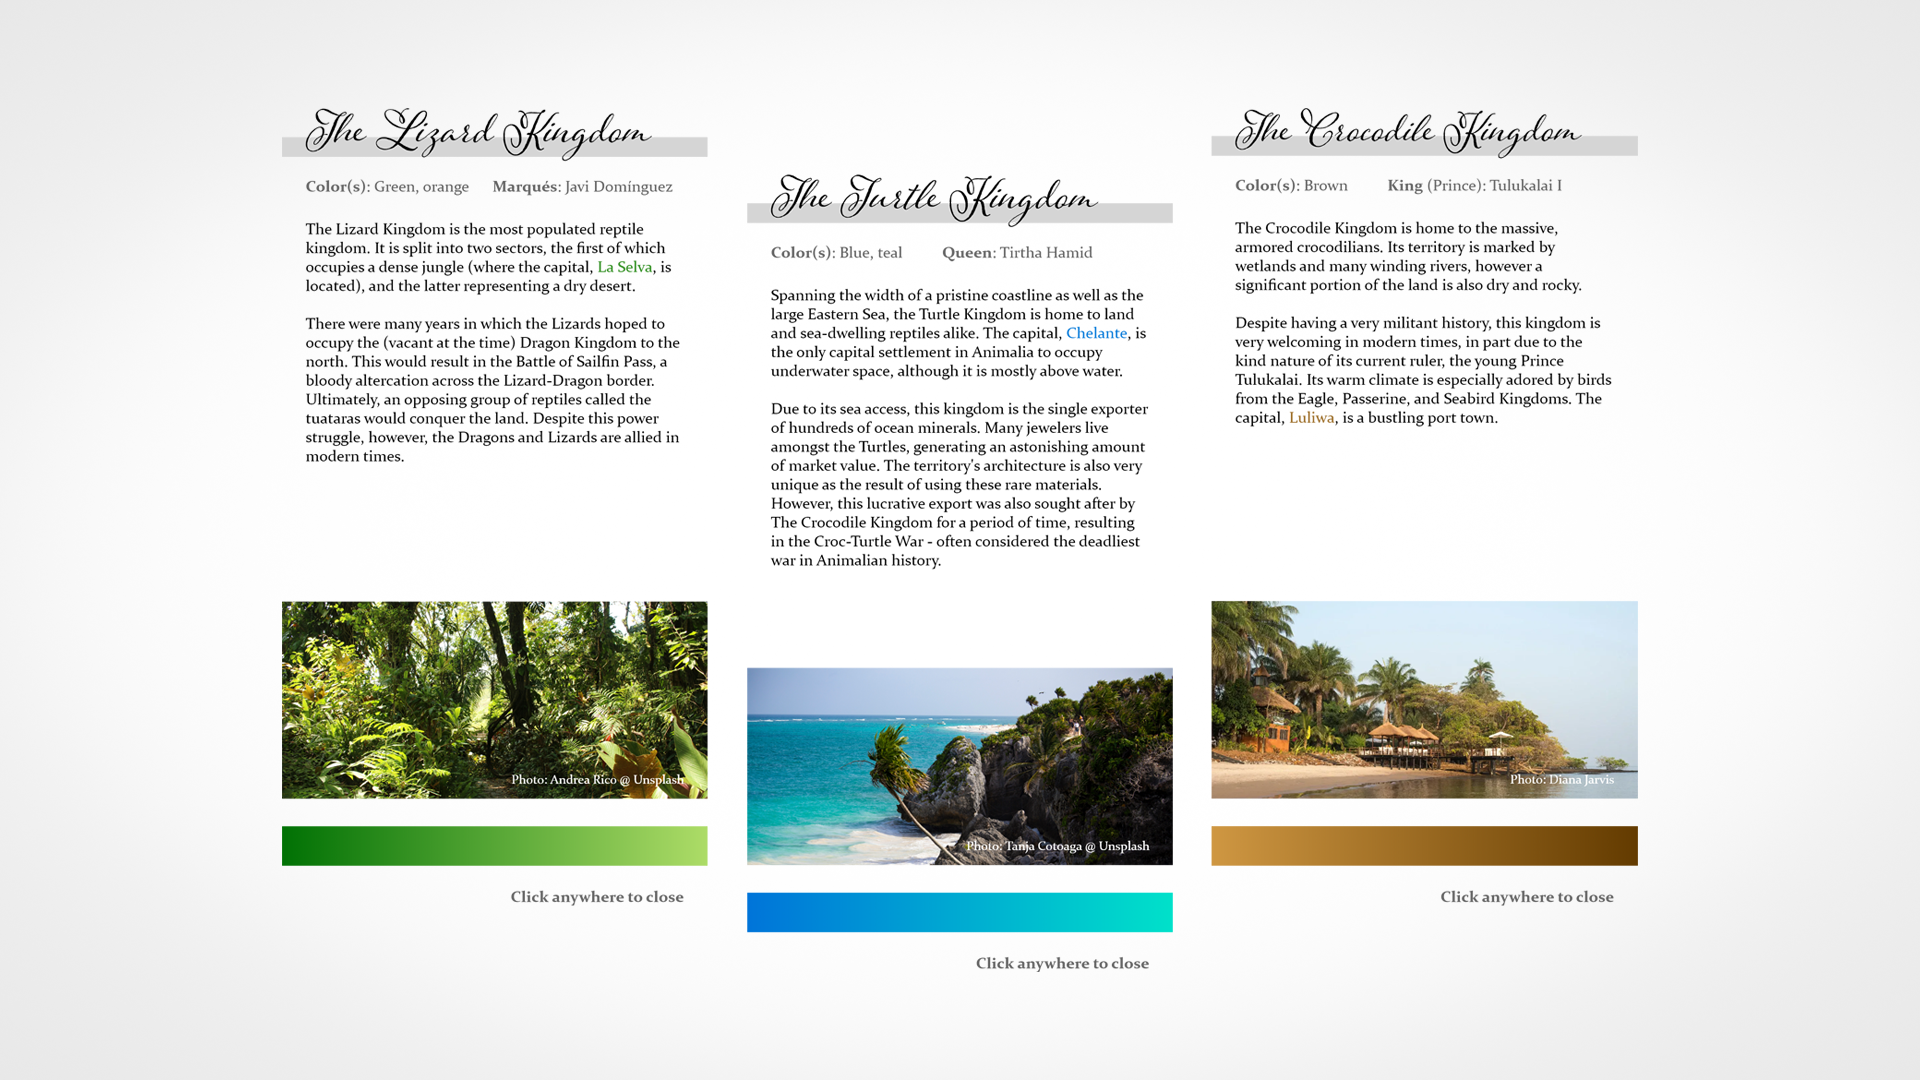 The Lizard Kingdom
Color(s): Green, orange Marqués: Javi Domínguez
The Lizard Kingdom is the most populated reptile
kingdom. It is split into two sectors, the first of which
occupies a dense jungle (where the capital, La Selva, is
located), and the latter representing a dry desert.
There were many years in which the Lizards hoped to
occupy the (vacant at the time) Dragon Kingdom to the
north. This would result in the Battle of Sailfin Pass, a
bloody altercation across the Lizard-Dragon border.
Ultimately, an opposing group of reptiles called the
tuataras would conquer the land. Despite this power
struggle, however, the Dragons and Lizards are allied in
modern times.
Photo: Andrea Rico @ Unsplash
Click anywhere to close
The Turtle Kingdom
Color(s): Blue, teal Queen: Tirtha Hamid
Spanning the width of a pristine coastline as well as the
large Eastern Sea, the Turtle Kingdom is home to land
and sea-dwelling reptiles alike. The capital, Chelante, is
the only capital settlement in Animalia to occupy
underwater space, although it is mostly above water.
Due to its sea access, this kingdom is the single exporter
of hundreds of ocean minerals. Many jewelers live
amongst the Turtles, generating an astonishing amount
of market value. The territory's architecture is also very
unique as the result of using these rare materials.
However, this lucrative export was also sought after by
The Crocodile Kingdom for a period of time, resulting
in the Croc-Turtle War - often considered the deadliest
war in Animalian history.
Photo: Tanja Cotoaga @ Unsplash
Click anywhere to close
The Crocodile Kingdom
Color(s): Brown King (Prince): Tulukalai I
The Crocodile Kingdom is home to the massive,
armored crocodilians. Its territory is marked by
wetlands and many winding rivers, however a
significant portion of the land is also dry and rocky.
Despite having a very militant history, this kingdom is
very welcoming in modern times, in part due to the
kind nature of its current ruler, the young Prince
Tulukalai. Its warm climate is especially adored by birds
from the Eagle, Passerine, and Seabird Kingdoms. The
capital, Luliwa, is a bustling port town.
Photo: Diana Jarvis
Click anywhere to close